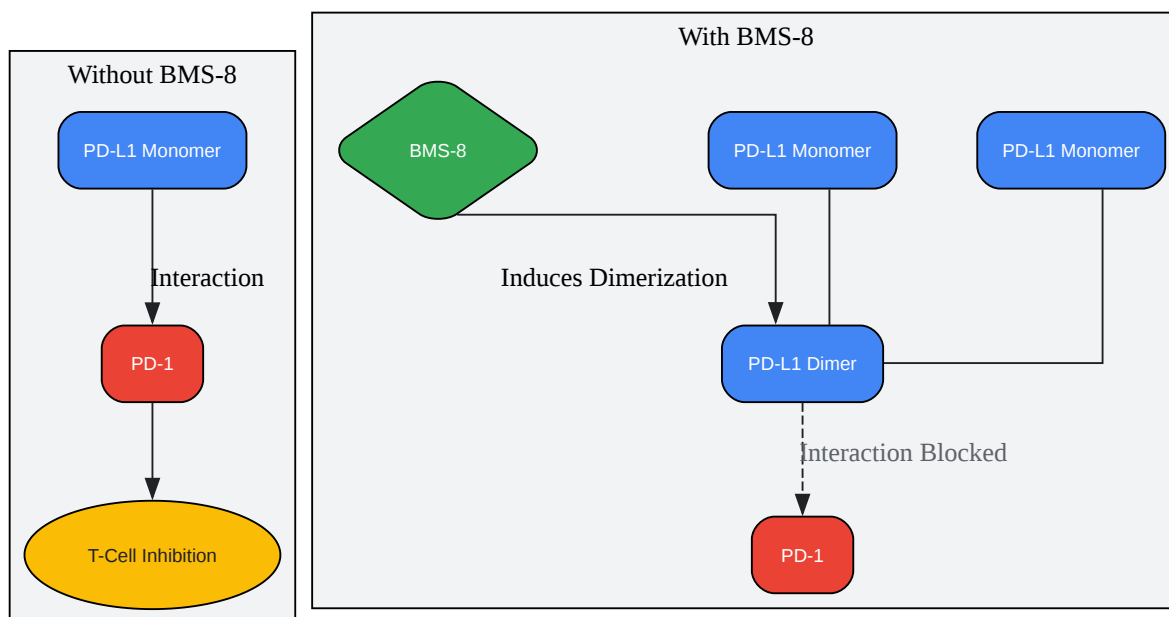 Without BMS-8
PD-L1 Monomer
Interaction
PD-1
T-Cell Inhibition
With BMS-8
BMS-8
PD-L1 Monomer
PD-L1 Monomer
Induces Dimerization
PD-L1 Dimer
Interaction Blocked
PD-1